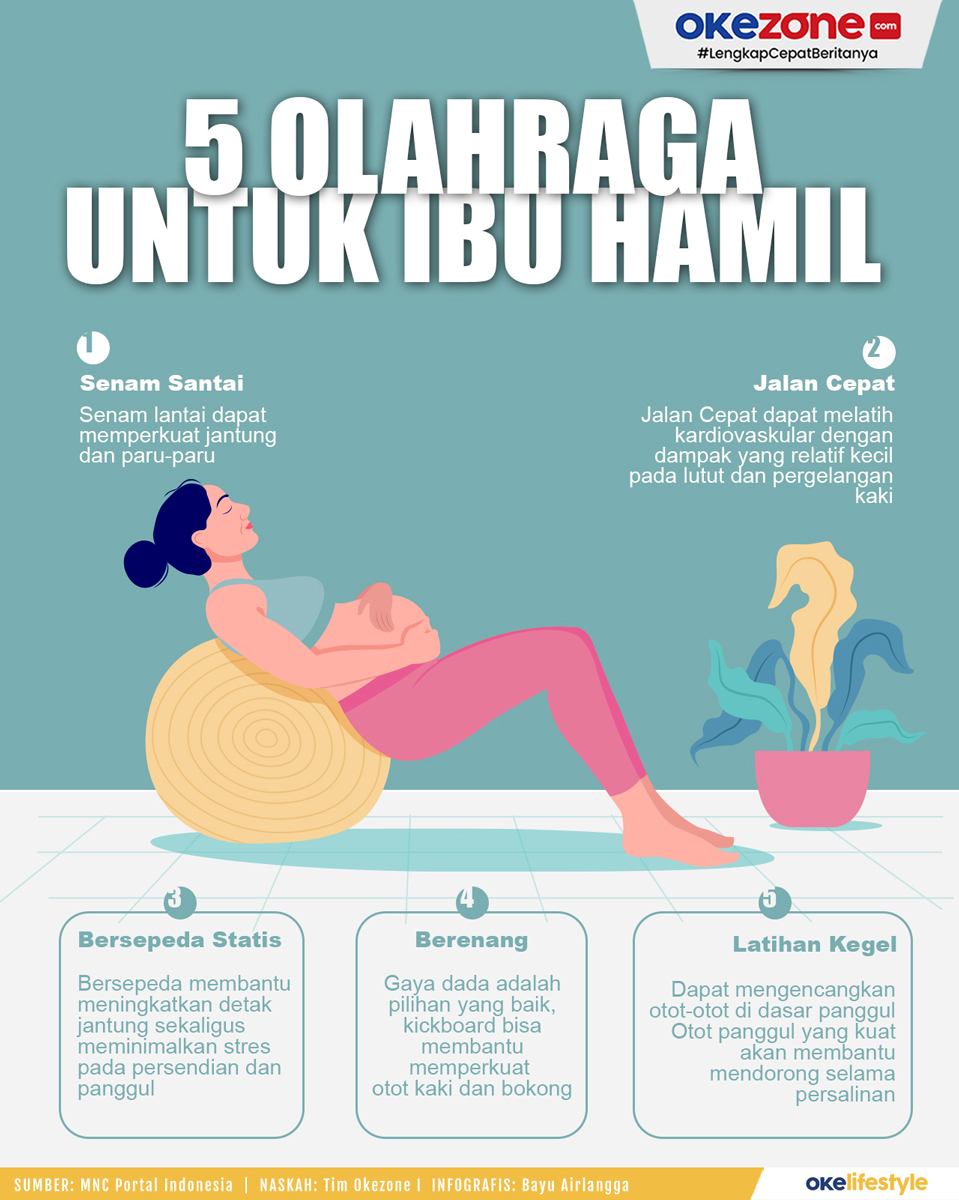 OKEZONE.com
#LengkapCepatBeritanya
5 OLAHRAGA
UNTUK IBU HAMIL
1
Senam Santai
Senam lantai dapat
memperkuat jantung
dan paru-paru
2
Jalan Cepat
Jalan Cepat dapat melatih
kardiovaskular dengan
dampak yang relatif kecil
pada lutut dan pergelangan
kaki
3
Bersepeda Statis
Bersepeda membantu
meningkatkan detak
jantung sekaligus
meminimalkan stres
pada persendian dan
panggul
4
Berenang
Gaya dada adalah
pilihan yang baik,
kickboard bisa
membantu
memperkuat
otot kaki dan bokong
5
Latihan Kegel
Dapat mengencangkan
otot-otot di dasar panggul
Otot panggul yang kuat
akan membantu
mendorong selama
persalinan
SUMBER: MNC Portal Indonesia | NASKAH: Tim Okezone I INFOGRAFIS: Bayu Airlangga
okelifestyle